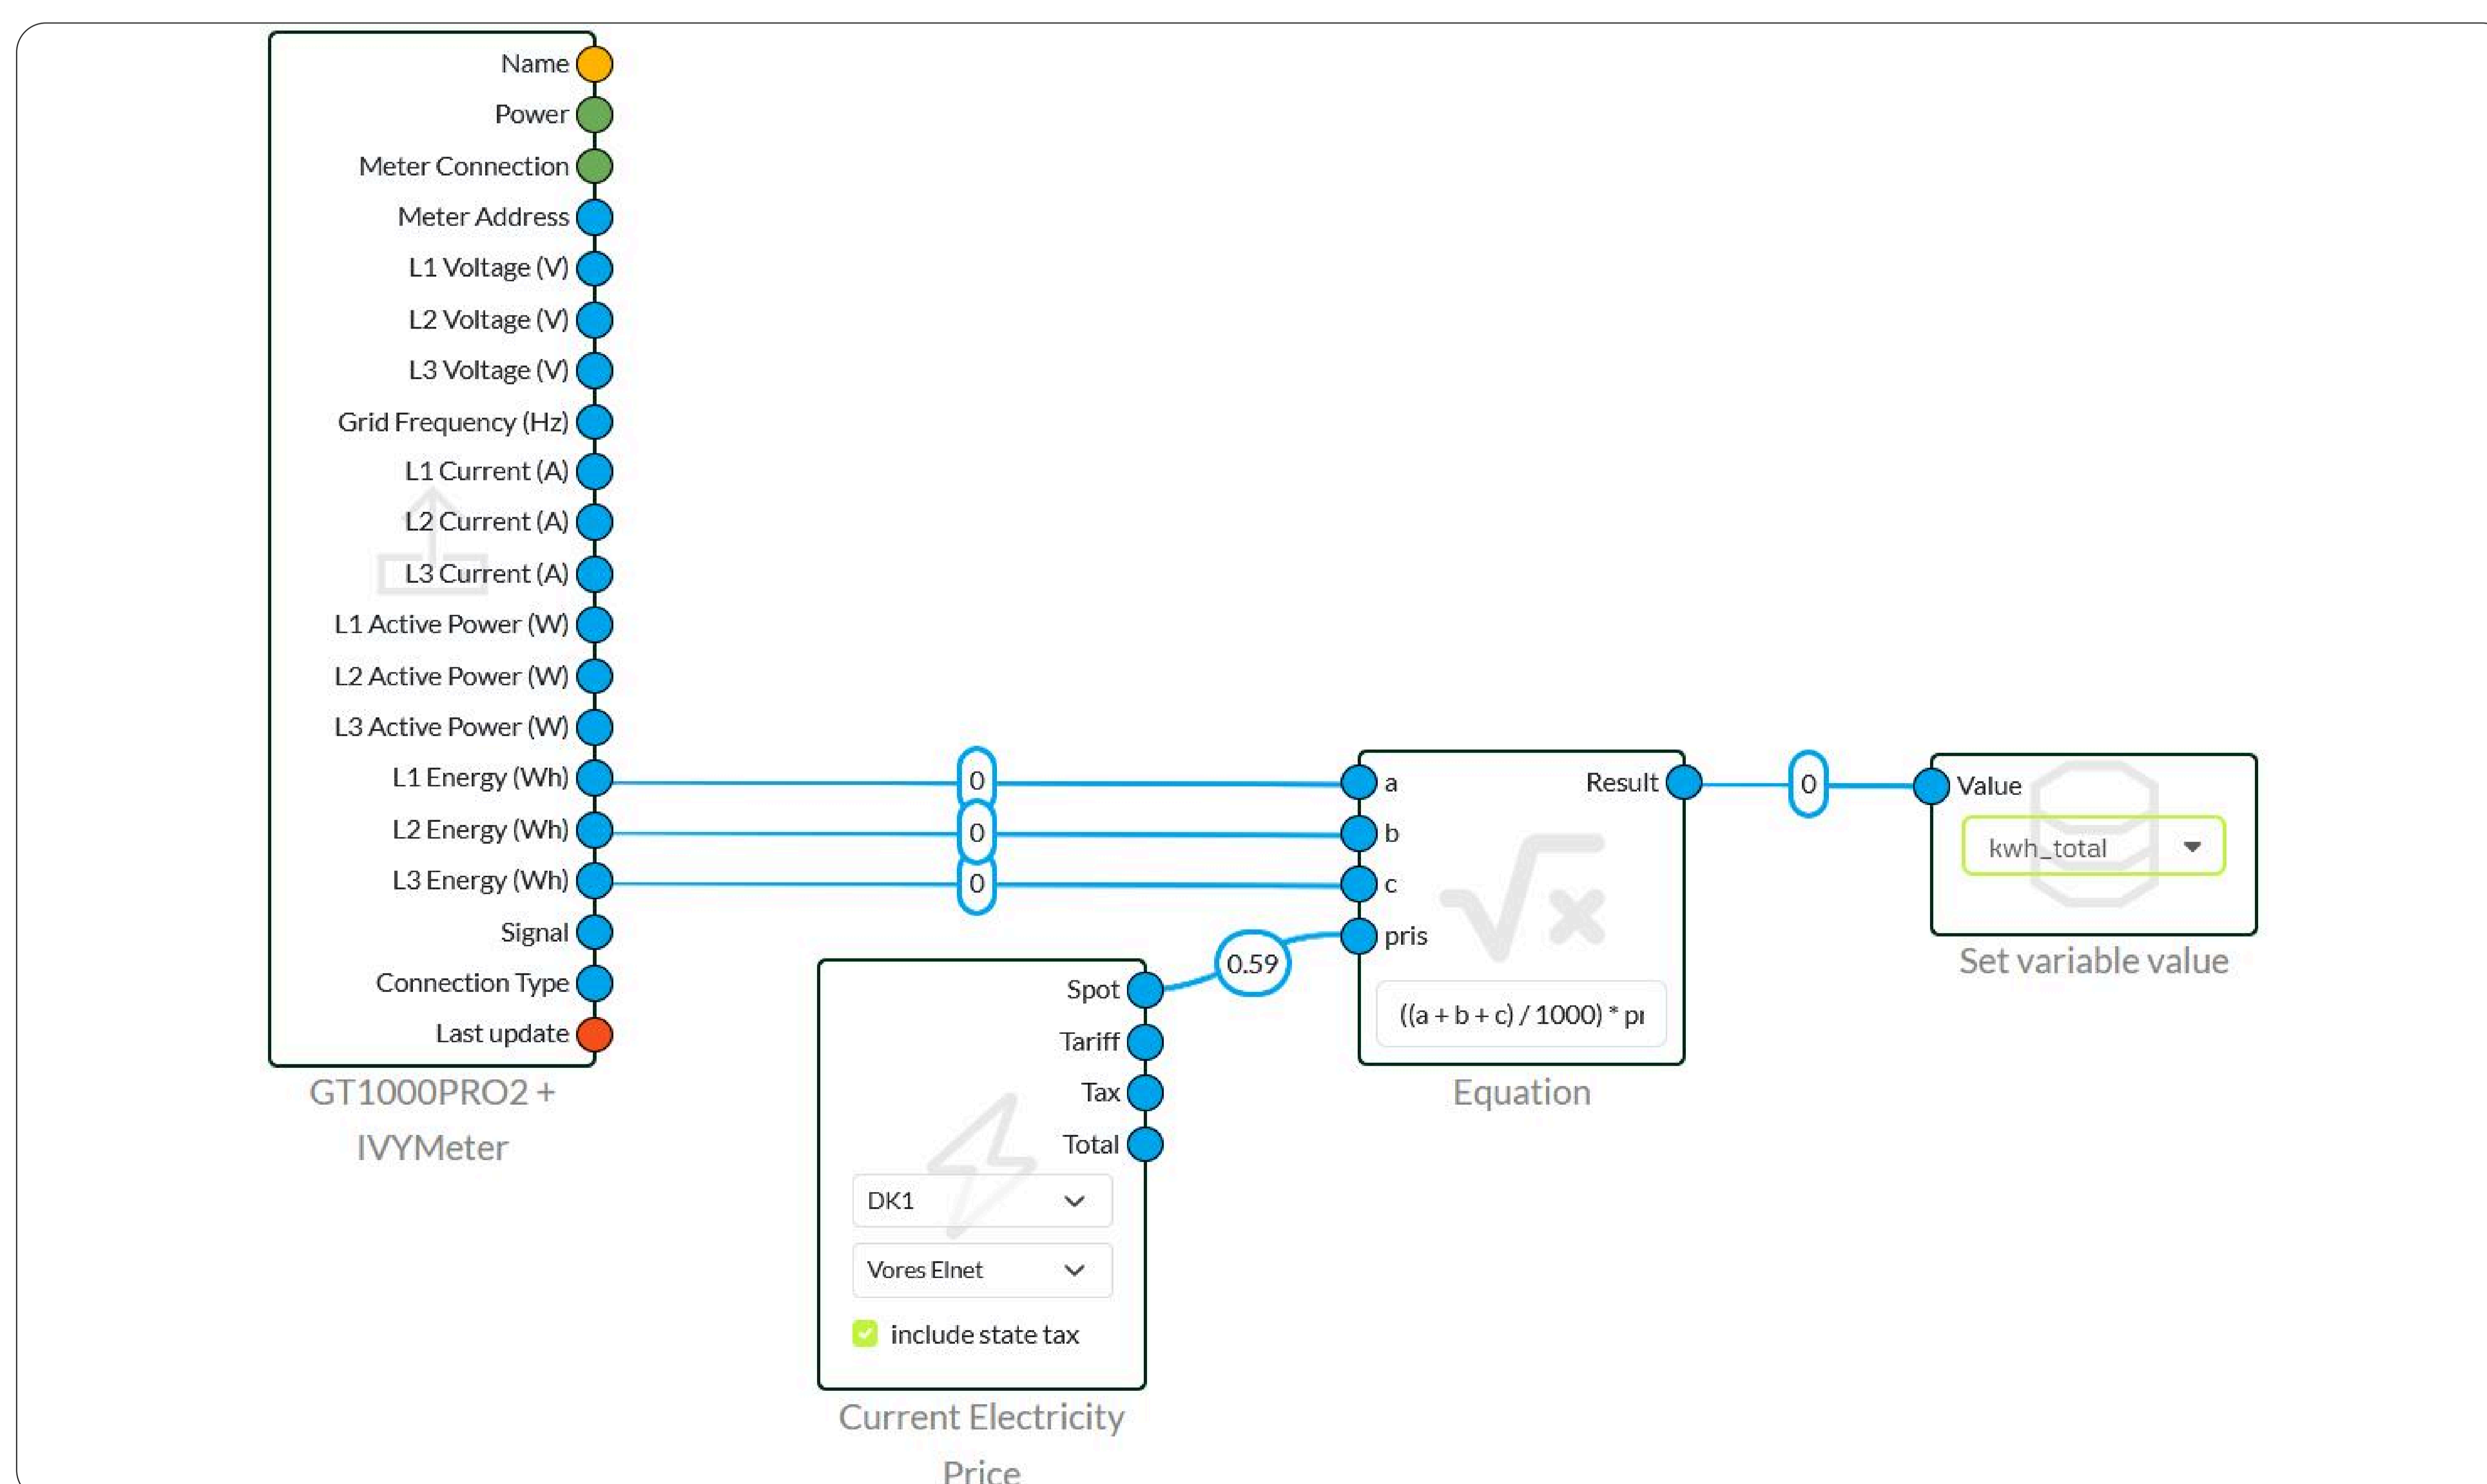 Name
Power
Meter Connection
Meter Address
L1 Voltage (V)
L2 Voltage (V)
L3 Voltage (V)
Grid Frequency (Hz)
L1 Current (A)
L2 Current (A)
L3 Current (A)
L1 Active Power (W)
L2 Active Power (W)
L3 Active Power (W)
L1 Energy (Wh)
L2 Energy (Wh)
L3 Energy (Wh)
Signal
Connection Type
Last update
GT1000PRO2 +
IVYMeter
0
0
0
0.59
Spot
Tariff
Tax
Total
DK1
Vores Elnet
include state tax
Current Electricity
Price
a
b
c
pris
Result
((a + b + c) / 1000) * pr
Equation
0
Value
kwh_total
Set variable value